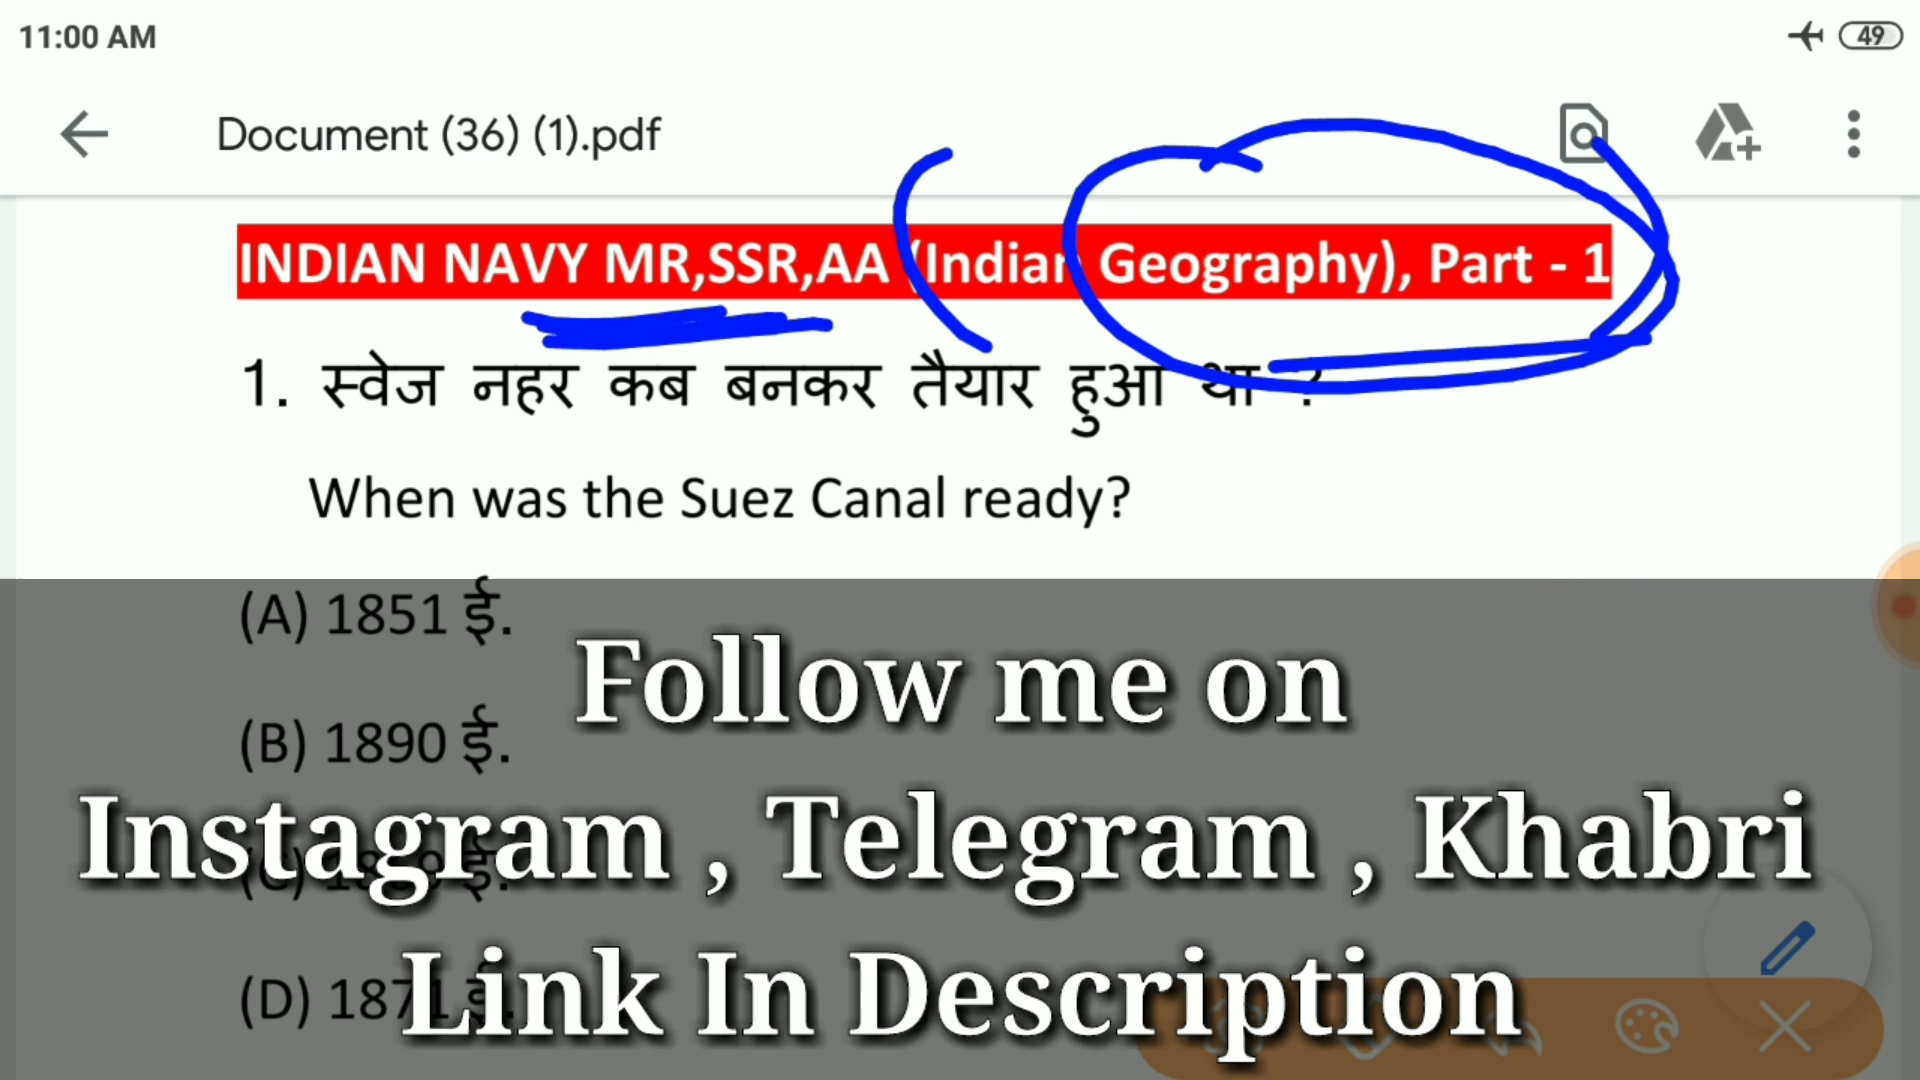 11:00 AM
49
Document (36) (1).pdf
INDIAN NAVY MR,SSR,AA (Indian Geography), Part - 1
1. स्वेज नहर कब बनकर तैयार हुआ था ?
When was the Suez Canal ready?
(A) 1851 ई.
Follow me on
(B) 1890 ई.
Instagram , Telegram , Khabri
(C) 1869 ई.
(D) 1871 ई.
Link In Description